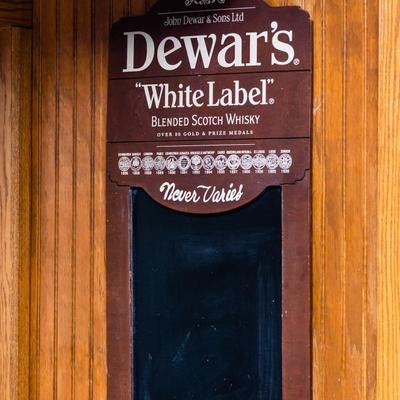 John Dewar & Sons Ltd
Dewar's®
"White Label"®
BLENDED SCOTCH WHISKY
OVER 50 GOLD & PRIZE MEDALS
Never Varies